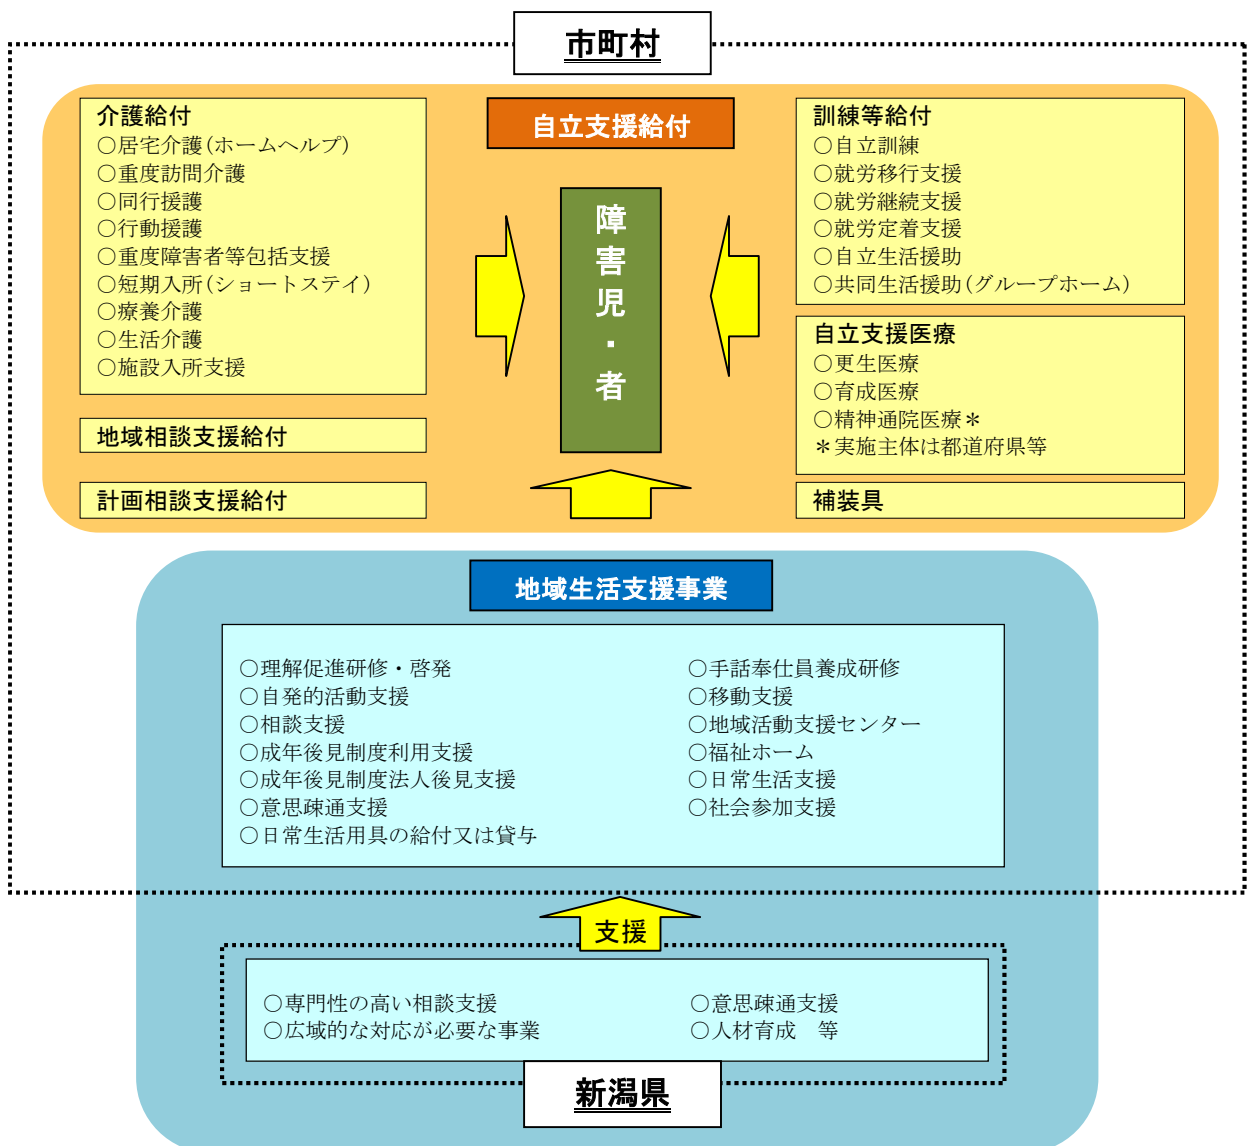 市町村
自立支援給付
介護給付
○居宅介護(ホームヘルプ)
○重度訪問介護
○同行援護
○行動援護
○重度障害者等包括支援
○短期入所(ショートステイ)
○療養介護
○生活介護
○施設入所支援
地域相談支援給付
計画相談支援給付
障害児・者
訓練等給付
○自立訓練
○就労移行支援
○就労継続支援
○就労定着支援
○自立生活援助
○共同生活援助(グループホーム)
自立支援医療
○更生医療
○育成医療
○精神通院医療＊
＊実施主体は都道府県等
補装具
地域生活支援事業
○理解促進研修・啓発
○自発的活動支援
○相談支援
○成年後見制度利用支援
○成年後見制度法人後見支援
○意思疎通支援
○日常生活用具の給付又は貸与
○手話奉仕員養成研修
○移動支援
○地域活動支援センター
○福祉ホーム
○日常生活支援
○社会参加支援
支援
○専門性の高い相談支援
○広域的な対応が必要な事業
○意思疎通支援
○人材育成　等
新潟県